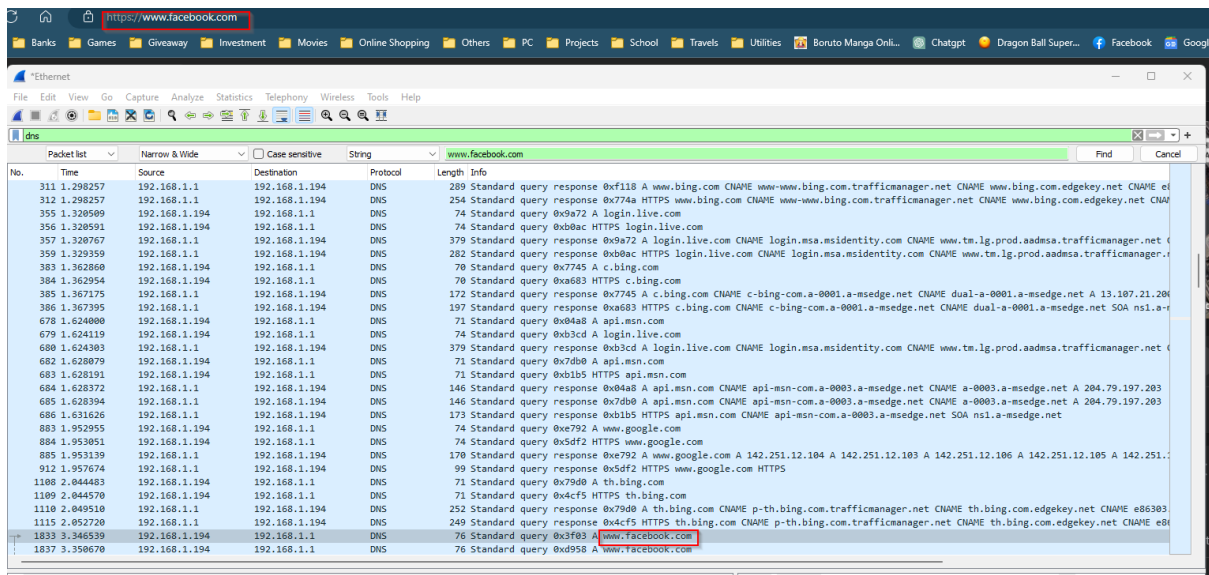 https://www.facebook.com
Banks Games Giveaway Investment Movies Online Shopping Others PC Projects School Travels Utilities Boruto Manga Onli... Chatgpt Dragon Ball Super... Facebook Googl
*Ethernet
File Edit View Go Capture Analyze Statistics Telephony Wireless Tools Help
dns
Packet list Narrow & Wide Case sensitive String www.facebook.com Find Cancel
No. Time Source Destination Protocol Length Info
311 1.298257 192.168.1.1 192.168.1.194 DNS 289 Standard query response 0xf118 A www.bing.com CNAME www-www.bing.com.trafficmanager.net CNAME www.bing.com.edgekey.net CNAME
312 1.298257 192.168.1.1 192.168.1.194 DNS 254 Standard query response 0x774a HTTPS www.bing.com CNAME www-www.bing.com.trafficmanager.net CNAME www.bing.com.edgekey.net
355 1.320509 192.168.1.194 192.168.1.1 DNS 74 Standard query 0x9a72 A login.live.com
356 1.320591 192.168.1.194 192.168.1.1 DNS 74 Standard query 0xb0ac HTTPS login.live.com
357 1.320767 192.168.1.1 192.168.1.194 DNS 379 Standard query response 0x9a72 A login.live.com CNAME login.msa.msidentity.com CNAME www.tm.lg.prod.aadmsa.trafficmanager.net
359 1.329359 192.168.1.1 192.168.1.194 DNS 282 Standard query response 0xb0ac HTTPS login.live.com CNAME login.msa.msidentity.com CNAME www.tm.lg.prod.aadmsa.trafficmanager.
383 1.362860 192.168.1.194 192.168.1.1 DNS 70 Standard query 0x7745 A c.bing.com
384 1.362954 192.168.1.194 192.168.1.1 DNS 70 Standard query 0xa683 HTTPS c.bing.com
385 1.367175 192.168.1.1 192.168.1.194 DNS 172 Standard query response 0x7745 A c.bing.com CNAME c-bing-com.a-0001.a-msedge.net CNAME dual-a-0001.a-msedge.net A 13.107.21.200
386 1.367395 192.168.1.1 192.168.1.194 DNS 197 Standard query response 0xa683 HTTPS c.bing.com CNAME c-bing-com.a-0001.a-msedge.net CNAME dual-a-0001.a-msedge.net SOA
678 1.624000 192.168.1.194 192.168.1.1 DNS 71 Standard query 0x04a8 A api.msn.com
679 1.624119 192.168.1.194 192.168.1.1 DNS 74 Standard query 0xb3cd A login.live.com
680 1.624303 192.168.1.1 192.168.1.194 DNS 379 Standard query response 0xb3cd A login.live.com CNAME login.msa.msidentity.com CNAME www.tm.lg.prod.aadmsa.trafficmanager.net
682 1.628079 192.168.1.194 192.168.1.1 DNS 71 Standard query 0x7db0 A api.msn.com
683 1.628191 192.168.1.194 192.168.1.1 DNS 71 Standard query 0xb1b5 HTTPS api.msn.com
684 1.628372 192.168.1.1 192.168.1.194 DNS 146 Standard query response 0x04a8 A api.msn.com CNAME api-msn-com.a-0003.a-msedge.net CNAME a-0003.a-msedge.net A 204.79.197.203
685 1.628394 192.168.1.1 192.168.1.194 DNS 146 Standard query response 0x7db0 A api.msn.com CNAME api-msn-com.a-0003.a-msedge.net CNAME a-0003.a-msedge.net A 204.79.197.203
686 1.631626 192.168.1.1 192.168.1.194 DNS 173 Standard query response 0xb1b5 HTTPS api.msn.com CNAME api-msn-com.a-0003.a-msedge.net SOA ns1.a-msedge.net
883 1.952955 192.168.1.194 192.168.1.1 DNS 74 Standard query 0xe792 A www.google.com
884 1.953051 192.168.1.194 192.168.1.1 DNS 74 Standard query 0x5df2 HTTPS www.google.com
885 1.953139 192.168.1.1 192.168.1.194 DNS 170 Standard query response 0xe792 A www.google.com A 142.251.12.104 A 142.251.12.103 A 142.251.12.106 A 142.251.12.105 A 142.251.
912 1.957674 192.168.1.1 192.168.1.194 DNS 99 Standard query response 0x5df2 HTTPS www.google.com HTTPS
1108 2.044483 192.168.1.194 192.168.1.1 DNS 71 Standard query 0x79d0 A th.bing.com
1109 2.044570 192.168.1.194 192.168.1.1 DNS 71 Standard query 0x4cf5 HTTPS th.bing.com
1110 2.049510 192.168.1.1 192.168.1.194 DNS 252 Standard query response 0x79d0 A th.bing.com CNAME p-th.bing.com.trafficmanager.net CNAME th.bing.com.edgekey.net CNAME e86303
1115 2.052720 192.168.1.1 192.168.1.194 DNS 249 Standard query response 0x4cf5 HTTPS th.bing.com CNAME p-th.bing.com.trafficmanager.net CNAME th.bing.com.edgekey.net CNAME
1833 3.346539 192.168.1.194 192.168.1.1 DNS 76 Standard query 0x3f03 A www.facebook.com
1837 3.350670 192.168.1.194 192.168.1.1 DNS 76 Standard query 0xd958 A www.facebook.com